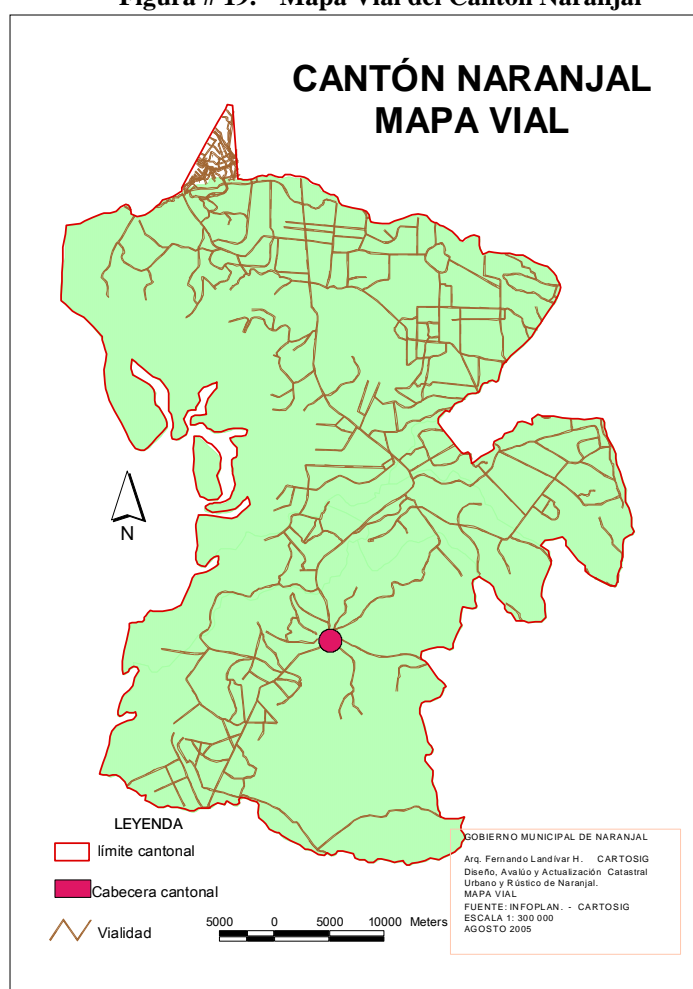 Figura # 19. Mapa Vial del Cantón Naranjal
CANTÓN NARANJAL
MAPA VIAL
N
LEYENDA
límite cantonal
Cabecera cantonal
Vialidad
5000 0 5000 10000 Meters
GOBIERNO MUNICIPAL DE NARANJAL
Arq. Fernando Landívar H. CARTOSIG
Diseño, Avalúo y Actualización Catastral
Urbano y Rústico de Naranjal.
MAPA VIAL
FUENTE: INFOPLAN. - CARTOSIG
ESCALA 1: 300 000
AGOSTO 2005